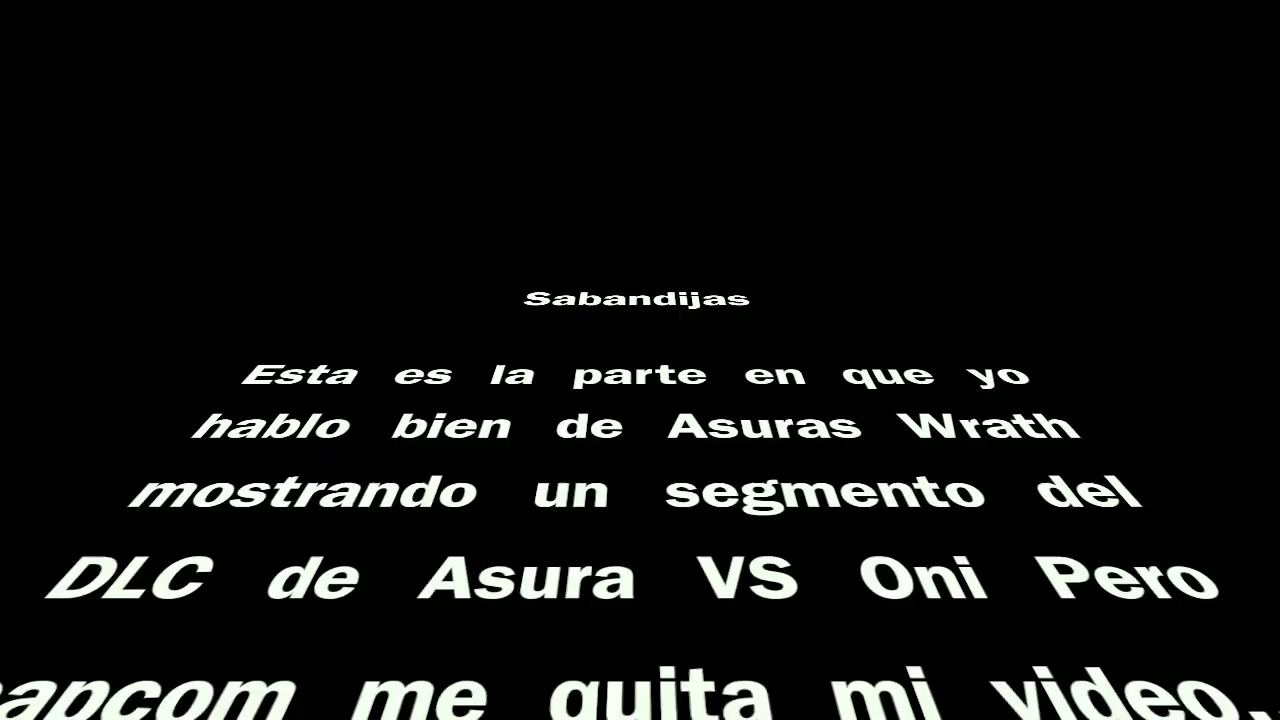 Sabandijas
Esta es la parte en que yo
hablo bien de Asuras Wrath
mostrando un segmento del
DLC de Asura VS Oni Pero
me quita mi video.